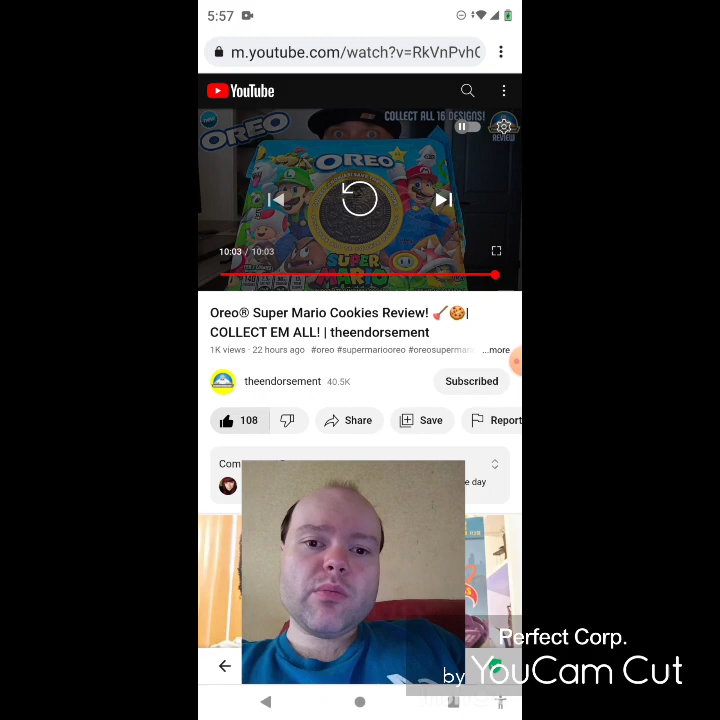 5:57
m.youtube.com/watch?v=RkVnPvh
YouTube
OREO
COLLECT ALL 16 DESIGNS!
REVIEW
OREO
SUPER
MARIO
10:03 / 10:03
Oreo® Super Mario Cookies Review! 🪏🍪|
COLLECT EM ALL! | theendorsement
1K views · 22 hours ago #oreo #supermariooreo #oreosupermari ...more
theendorsement 40.5K
Subscribed
108
Share
Save
Report
Com
e day
Perfect Corp.
by YouCam Cut